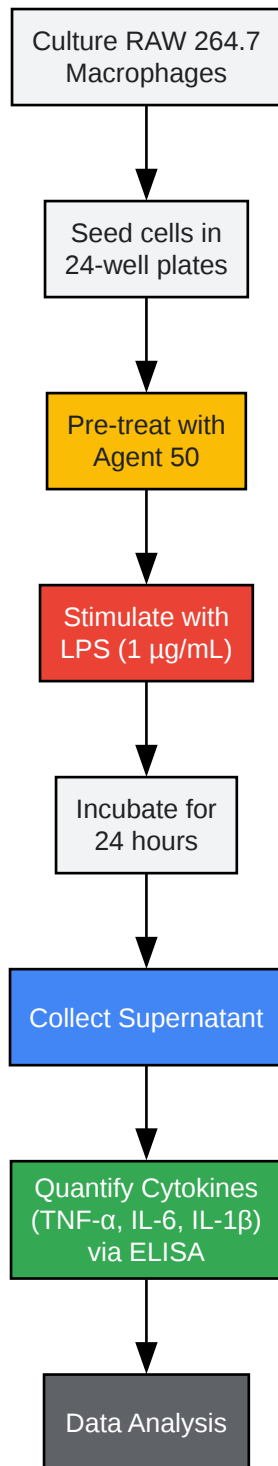 Culture RAW 264.7
Macrophages
Seed cells in
24-well plates
Pre-treat with
Agent 50
Stimulate with
LPS (1 µg/mL)
Incubate for
24 hours
Collect Supernatant
Quantify Cytokines
(TNF-α, IL-6, IL-1β)
via ELISA
Data Analysis